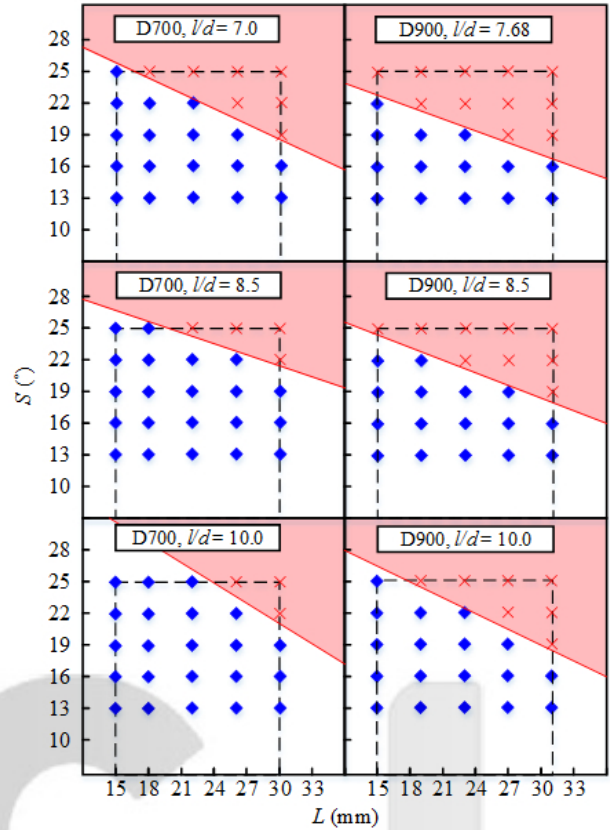 D700, l/d = 7.0
D900, l/d = 7.68
28
25
22
19
16
13
10
D700, l/d = 8.5
D900, l/d = 8.5
28
25
22
19
16
13
10
S (°)
D700, l/d = 10.0
D900, l/d = 10.0
28
25
22
19
16
13
10
15 18 21 24 27 30 33 15 18 21 24 27 30 33
L (mm)